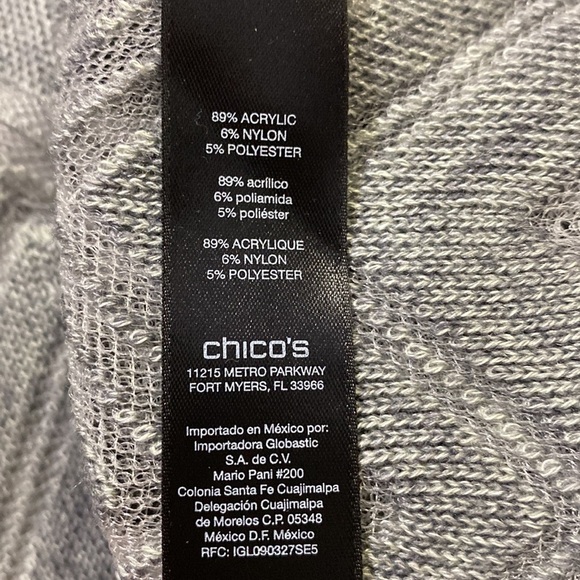 89% ACRYLIC
6% NYLON
5% POLYESTER
89% acrílico
6% poliamida
5% poliéster
89% ACRYLIQUE
6% NYLON
5% POLYESTER
chico's
11215 METRO PARKWAY
FORT MYERS, FL 33966
Importado en México por:
Importadora Globastic
S.A. de C.V.
Mario Pani #200
Colonia Santa Fe Cuajimalpa
Delegación Cuajimalpa
de Morelos C.P. 05348
México D.F. México
RFC: IGL090327SE5